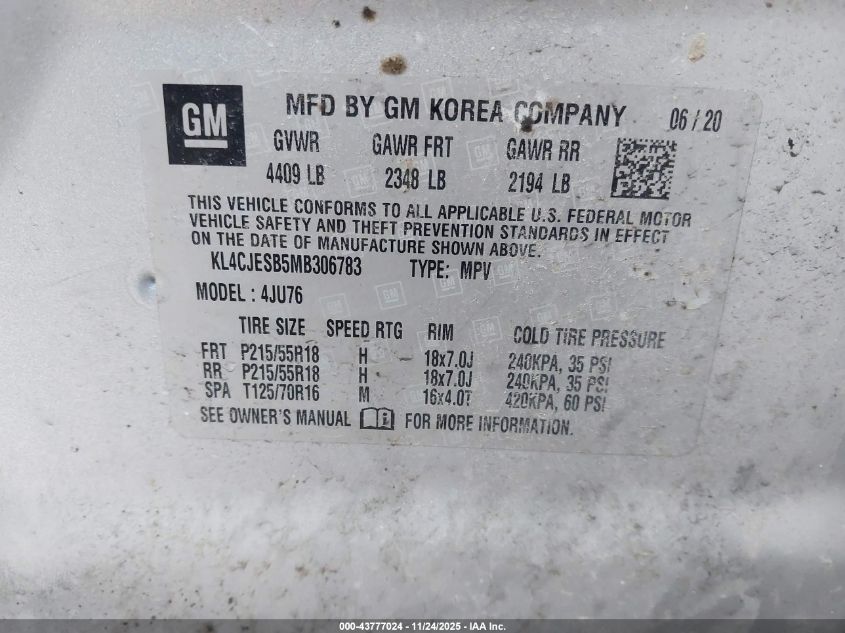 GM MFD BY GM KOREA COMPANY 06/20
GVWR GAWR FRT GAWR RR
4409 LB 2348 LB 2194 LB
THIS VEHICLE CONFORMS TO ALL APPLICABLE U.S. FEDERAL MOTOR
VEHICLE SAFETY AND THEFT PREVENTION STANDARDS IN EFFECT
ON THE DATE OF MANUFACTURE SHOWN ABOVE.
KL4CJESB5MB306783 TYPE: MPV
MODEL : 4JU76
TIRE SIZE SPEED RTG RIM COLD TIRE PRESSURE
FRT P215/55R18 H 18x7.0J 240KPA, 35 PSI
RR P215/55R18 H 18x7.0J 240KPA, 35 PSI
SPA T125/70R16 M 16x4.0T 420KPA, 60 PSI
SEE OWNER'S MANUAL FOR MORE INFORMATION.
000-43777024 - 11/24/2025 - IAA Inc.